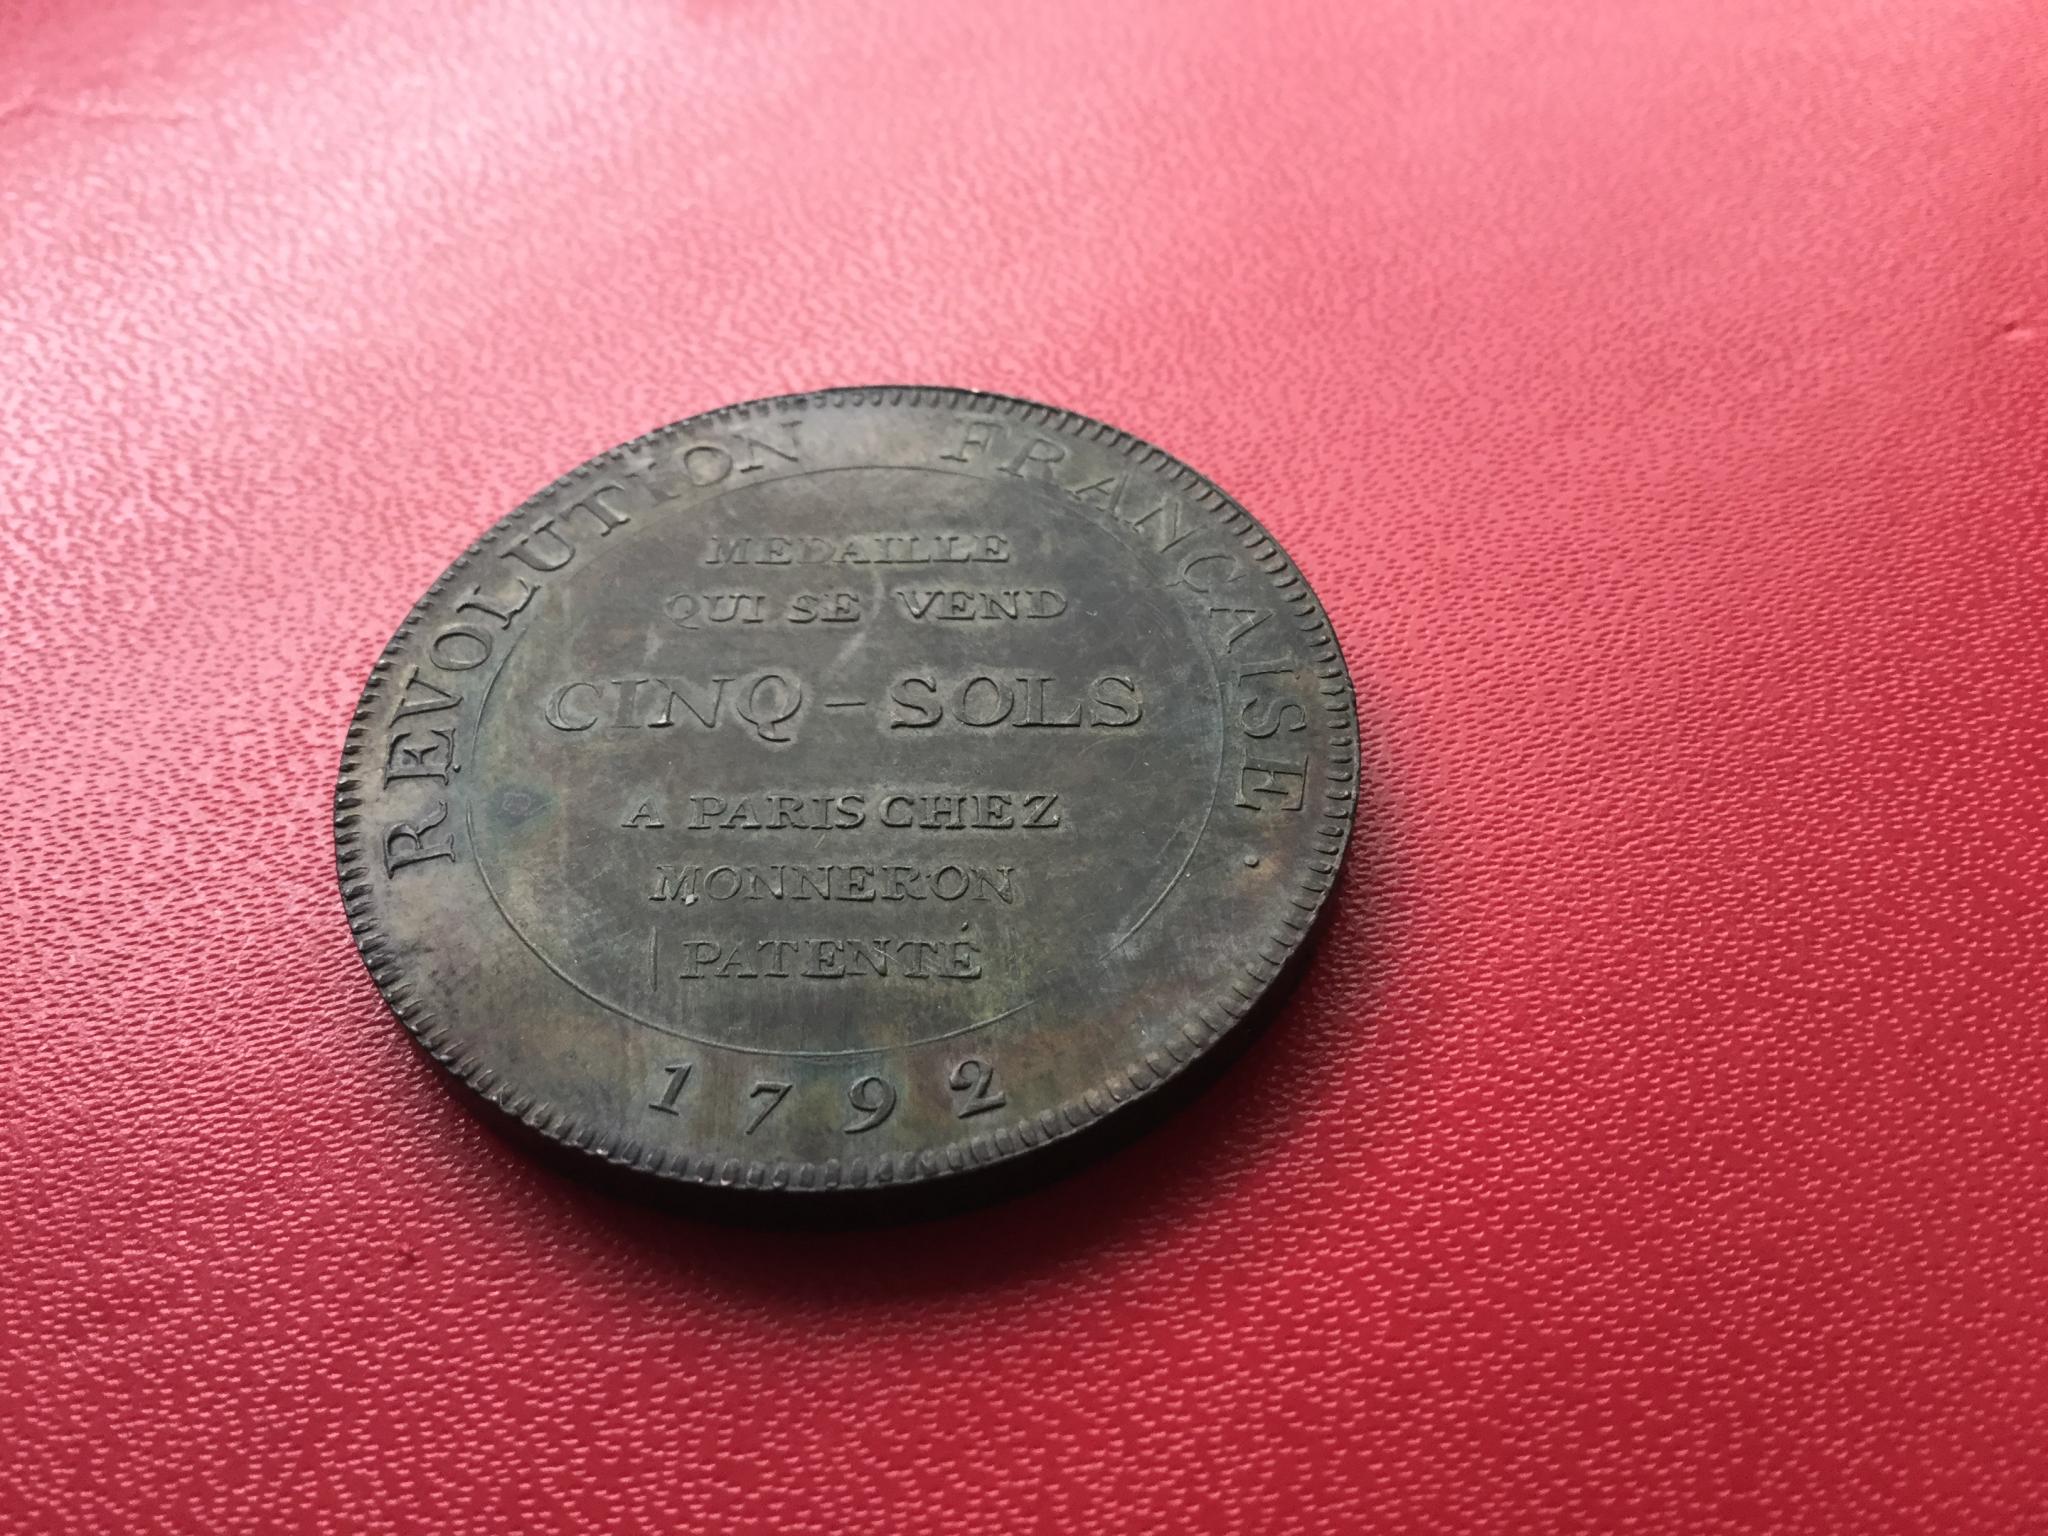 REVOLUTION FRANÇAISE.
MEDAILLE
QUI SE VEND
CINQ-SOLS
A PARIS CHEZ
MONNERON
PATENTÉ
1792